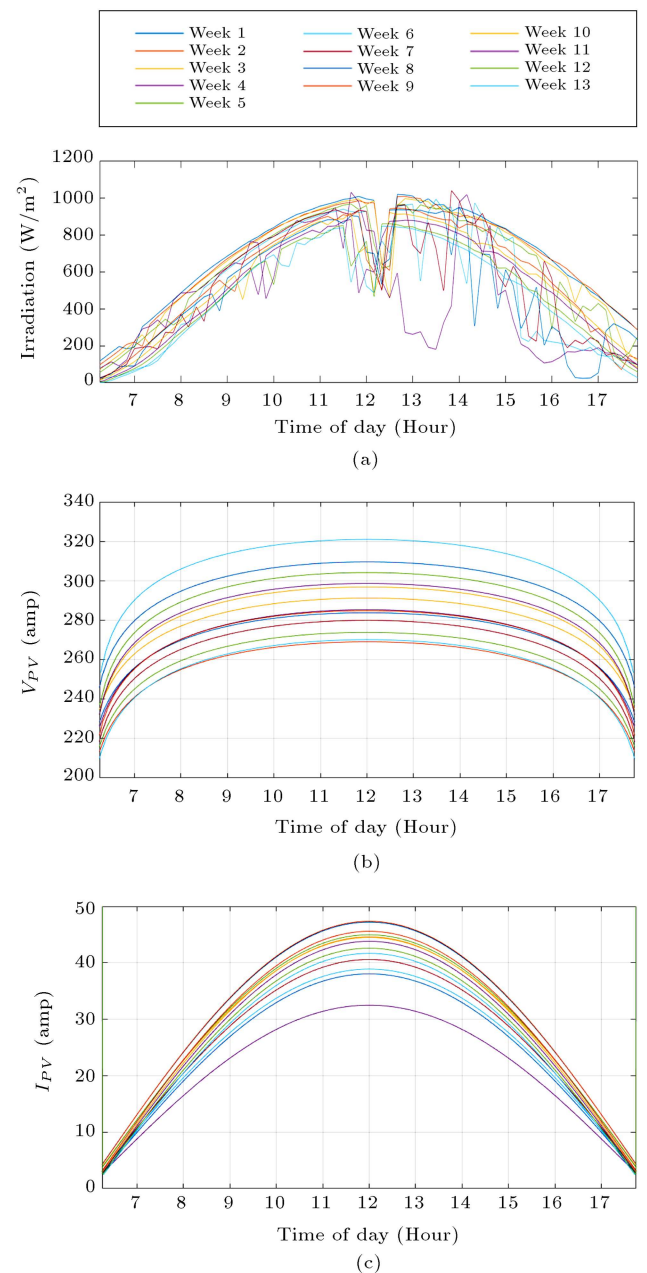 Week 1 Week 6 Week 10
Week 2 Week 7 Week 11
Week 3 Week 8 Week 12
Week 4 Week 9 Week 13
Week 5
1200
1000
800
600
400
200
0
Irradiation (W/m²)
7 8 9 10 11 12 13 14 15 16 17
Time of day (Hour)
(a)
340
320
300
280
260
240
220
200
V_PV (amp)
7 8 9 10 11 12 13 14 15 16 17
Time of day (Hour)
(b)
50
40
30
20
10
0
I_PV (amp)
7 8 9 10 11 12 13 14 15 16 17
Time of day (Hour)
(c)